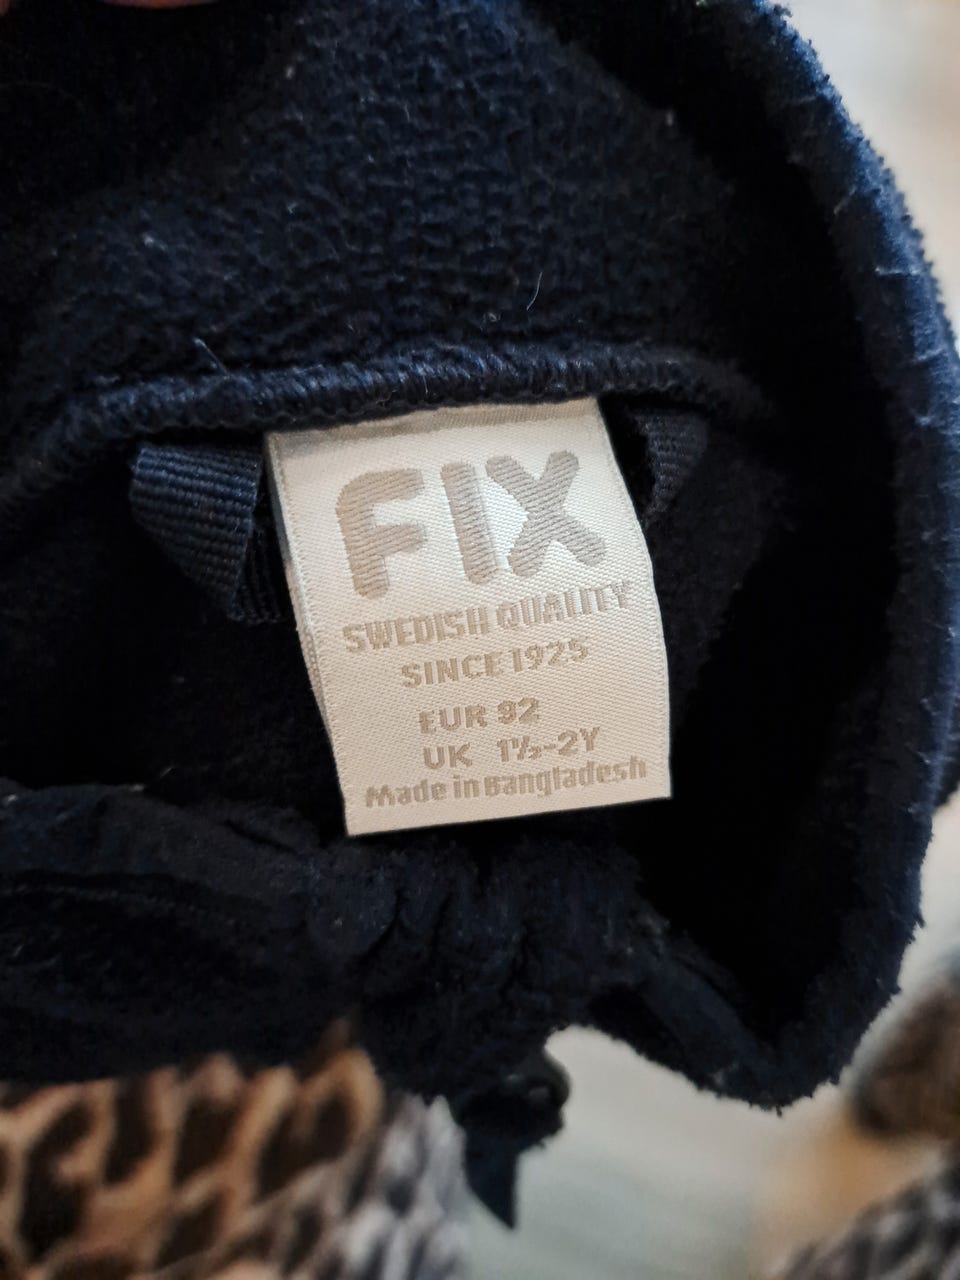 FIX
SWEDISH QUALITY
SINCE 1925
EUR 92
UK 1½-2Y
Made in Bangladesh